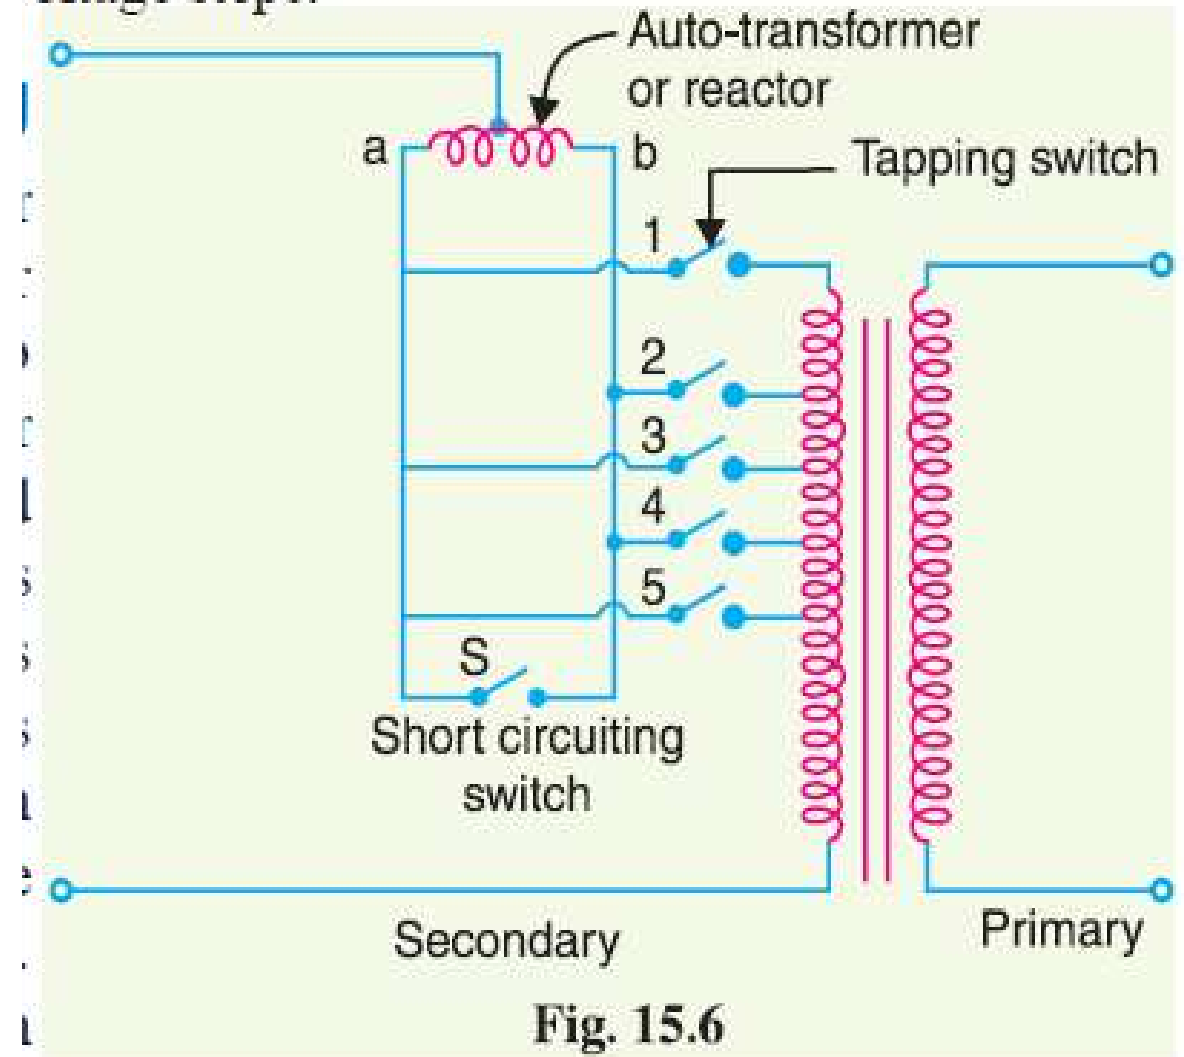 Auto-transformer
or reactor
a
b
Tapping switch
1
2
3
4
5
S
Short circuiting
switch
Secondary
Primary
Fig. 15.6